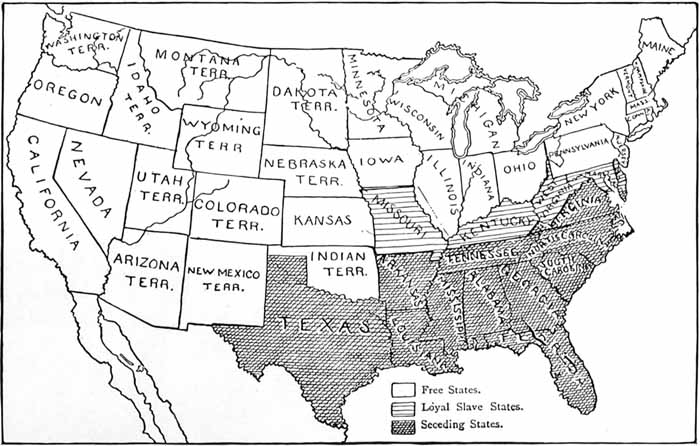 WASHINGTON
TERR.
MONTANA
TERR.
DAKOTA
TERR.
MINNESOTA
WISCONSIN
MICHIGAN
MAINE
VERMONT
MASS
CONN
NEW YORK
OREGON
IDAHO
TERR.
WYOMING
TERR
NEBRASKA
TERR.
IOWA
ILLINOIS
INDIANA
OHIO
PENNSYLVANIA
CALIFORNIA
NEVADA
UTAH
TERR.
COLORADO
TERR.
KANSAS
MISSOURI
KENTUCKY
VIRGINIA
ARIZONA
TERR.
NEW MEXICO
TERR.
INDIAN
TERR.
ARKANSAS
TENNESSEE
SOUTH
CAROLINA
TEXAS
LOUISIANA
MISSISSIPPI
ALABAMA
GEORGIA
Free States.
Loyal Slave States.
Seceding States.